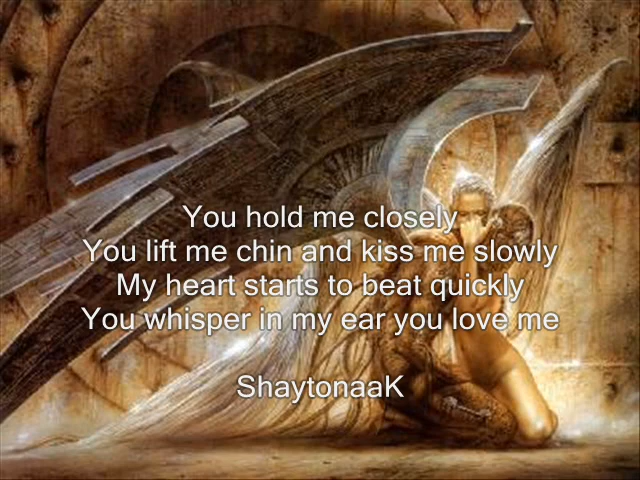 You hold me closely
You lift me chin and kiss me slowly
My heart starts to beat quickly
You whisper in my ear you love me
ShaytonaaK